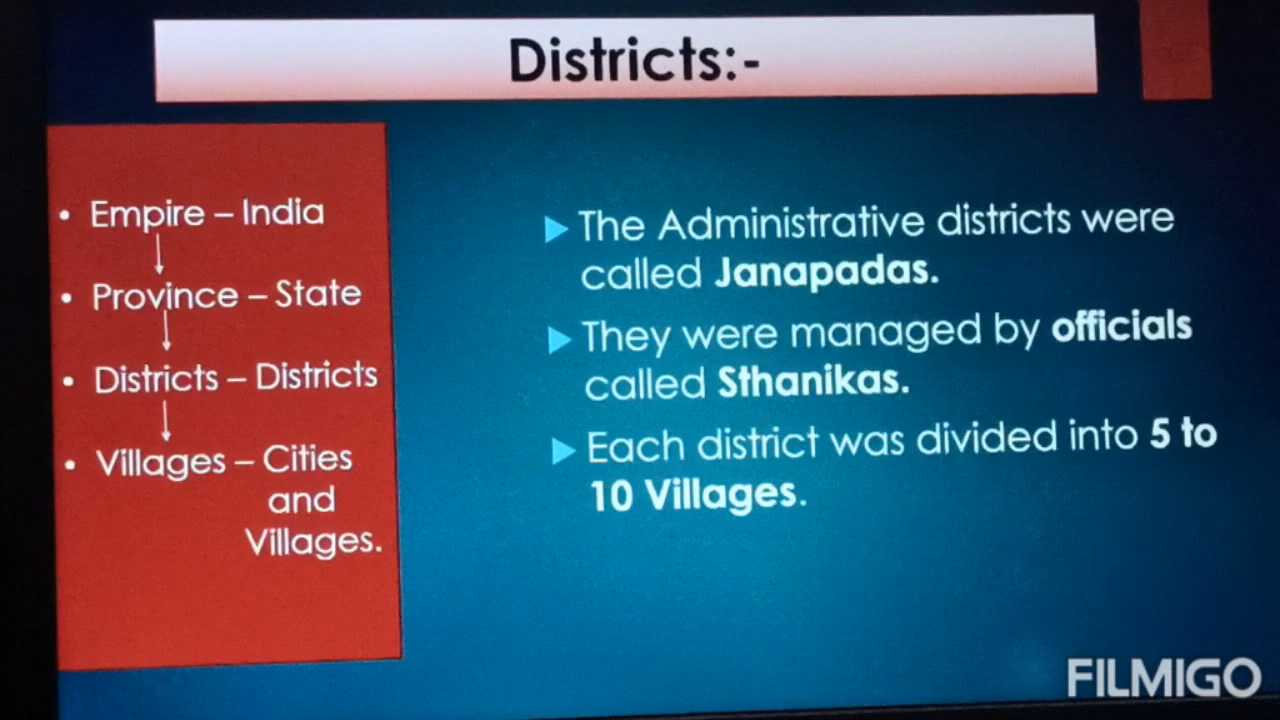 Districts:-
• Empire – India
• Province – State
• Districts – Districts
• Villages – Cities
and
Villages.
The Administrative districts were
called Janapadas.
They were managed by officials
called Sthanikas.
Each district was divided into 5 to
10 Villages.
FILMIGO